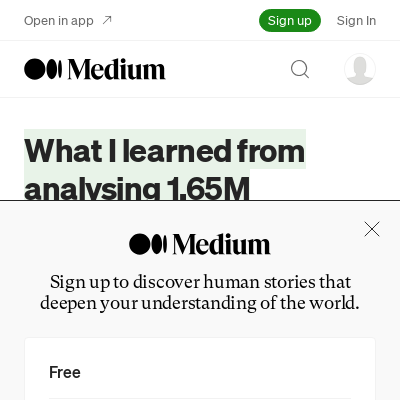 Open in app
Sign up
Sign In
Medium
What I learned from
analysing 1.65M
Medium
Sign up to discover human stories that
deepen your understanding of the world.
Free